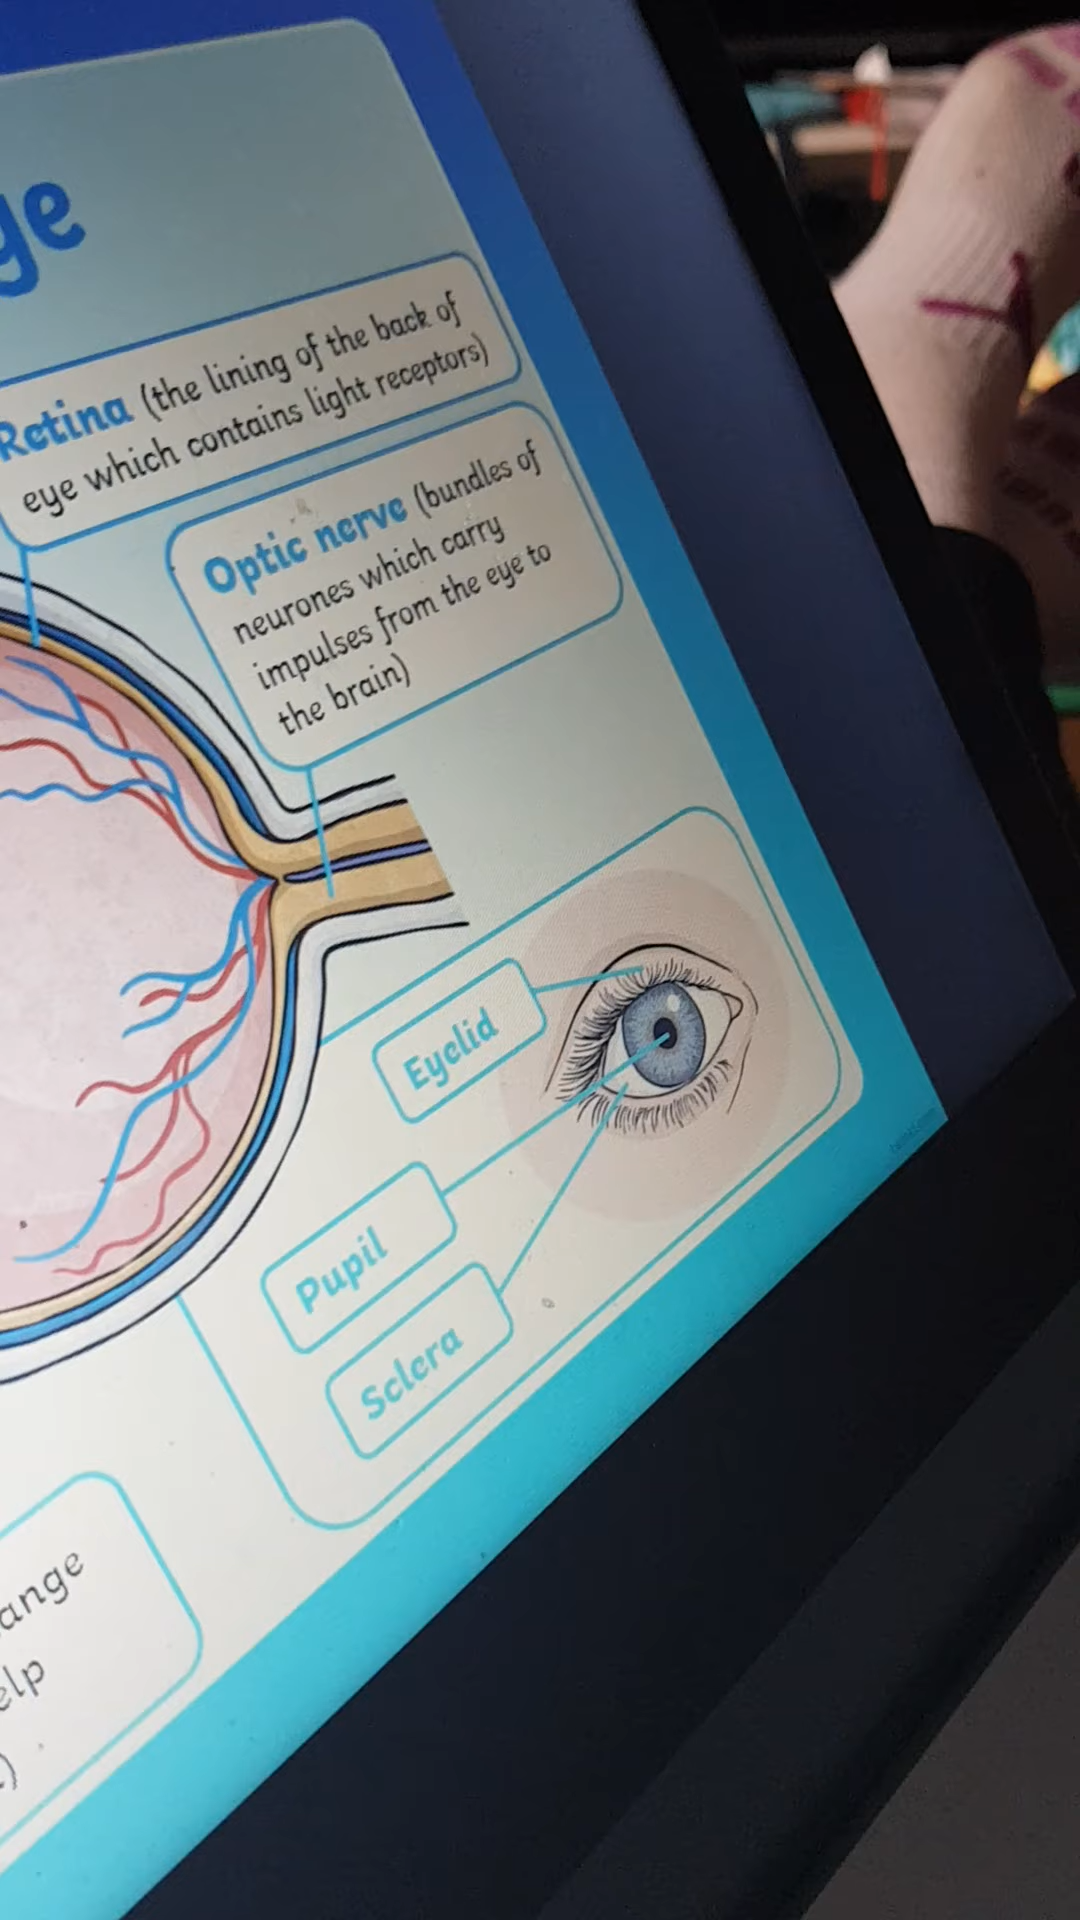 ye
Retina (the lining of the back of
eye which contains light receptors)
Optic nerve (bundles of
neurones which carry
impulses from the eye to
the brain)
Eyelid
Pupil
Sclera
ange
elp
)